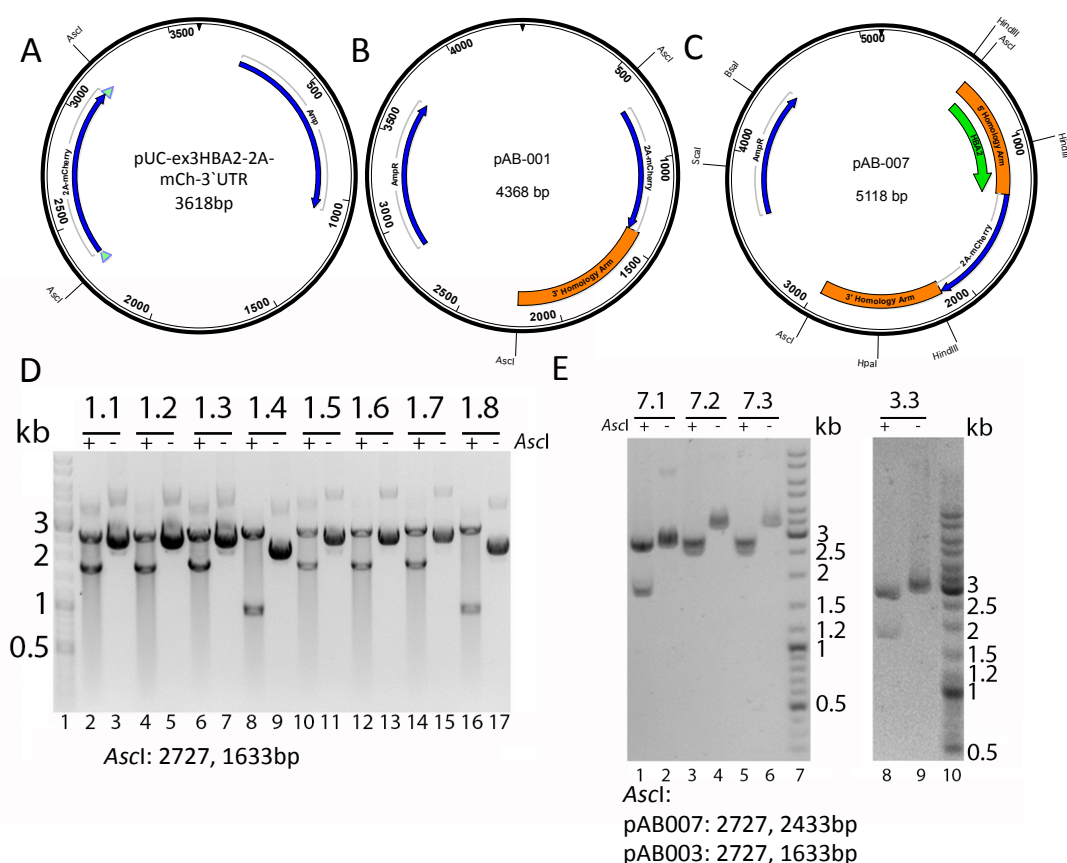 A
AscI
3500
500
1000
1500
2000
AscI
2500
3000
2A-mCherry
Amp
pUC-ex3HBA2-2A-
mCh-3`UTR
3618bp
B
4000
500
AscI
1000
1500
2000
AscI
2500
3000
3500
AmpR
2A-mCherry
3' Homology Arm
pAB-001
4368 bp
C
5000
HindIII
AscI
1000
HindIII
2000
HindIII
HpaI
AscI
3000
ScaI
4000
BsaI
AmpR
5' Homology Arm
HBA2
2A-mCherry
3' Homology Arm
pAB-007
5118 bp
D
1.1 1.2 1.3 1.4 1.5 1.6 1.7 1.8
kb + - + - + - + - + - + - + - + - AscI
3
2
1
0.5
1 2 3 4 5 6 7 8 9 10 11 12 13 14 15 16 17
AscI: 2727, 1633bp
E
7.1 7.2 7.3
AscI + - + - + - kb
3
2.5
2
1.5
1.2
1
0.5
1 2 3 4 5 6 7
3.3
+ - kb
3
2.5
2
1.5
1.2
1
0.5
8 9 10
AscI:
pAB007: 2727, 2433bp
pAB003: 2727, 1633bp